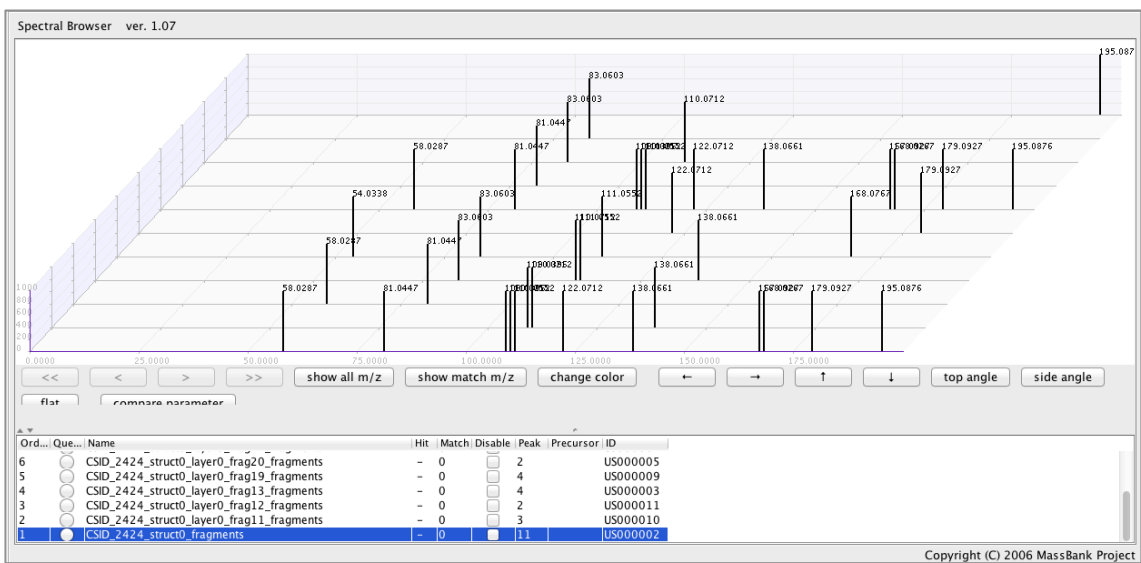 Spectral Browser ver. 1.07
195.087
83.0603
83.0603 110.0712
81.0447
58.0287 81.0447 122.0712 138.0661 179.0927 195.0876
122.0712 179.0927
54.0338 83.0603 111.0552 168.0767
83.0603 138.0661
58.0287 81.0447
138.0661
1000 58.0287 81.0447 122.0712 138.0661 179.0927 195.0876
800
600
400
200
0
0.0000 25.0000 50.0000 75.0000 100.0000 125.0000 150.0000 175.0000
<< < > >> show all m/z show match m/z change color ← → ↑ ↓ top angle side angle
flat compare parameter
Ord... Que... Name Hit Match Disable Peak Precursor ID
6 CSID_2424_struct0_layer0_frag20_fragments – 0 2 US000005
5 CSID_2424_struct0_layer0_frag19_fragments – 0 4 US000009
4 CSID_2424_struct0_layer0_frag13_fragments – 0 4 US000003
3 CSID_2424_struct0_layer0_frag12_fragments – 0 2 US000011
2 CSID_2424_struct0_layer0_frag11_fragments – 0 3 US000010
1 CSID_2424_struct0_fragments – 0 11 US000002
Copyright (C) 2006 MassBank Project